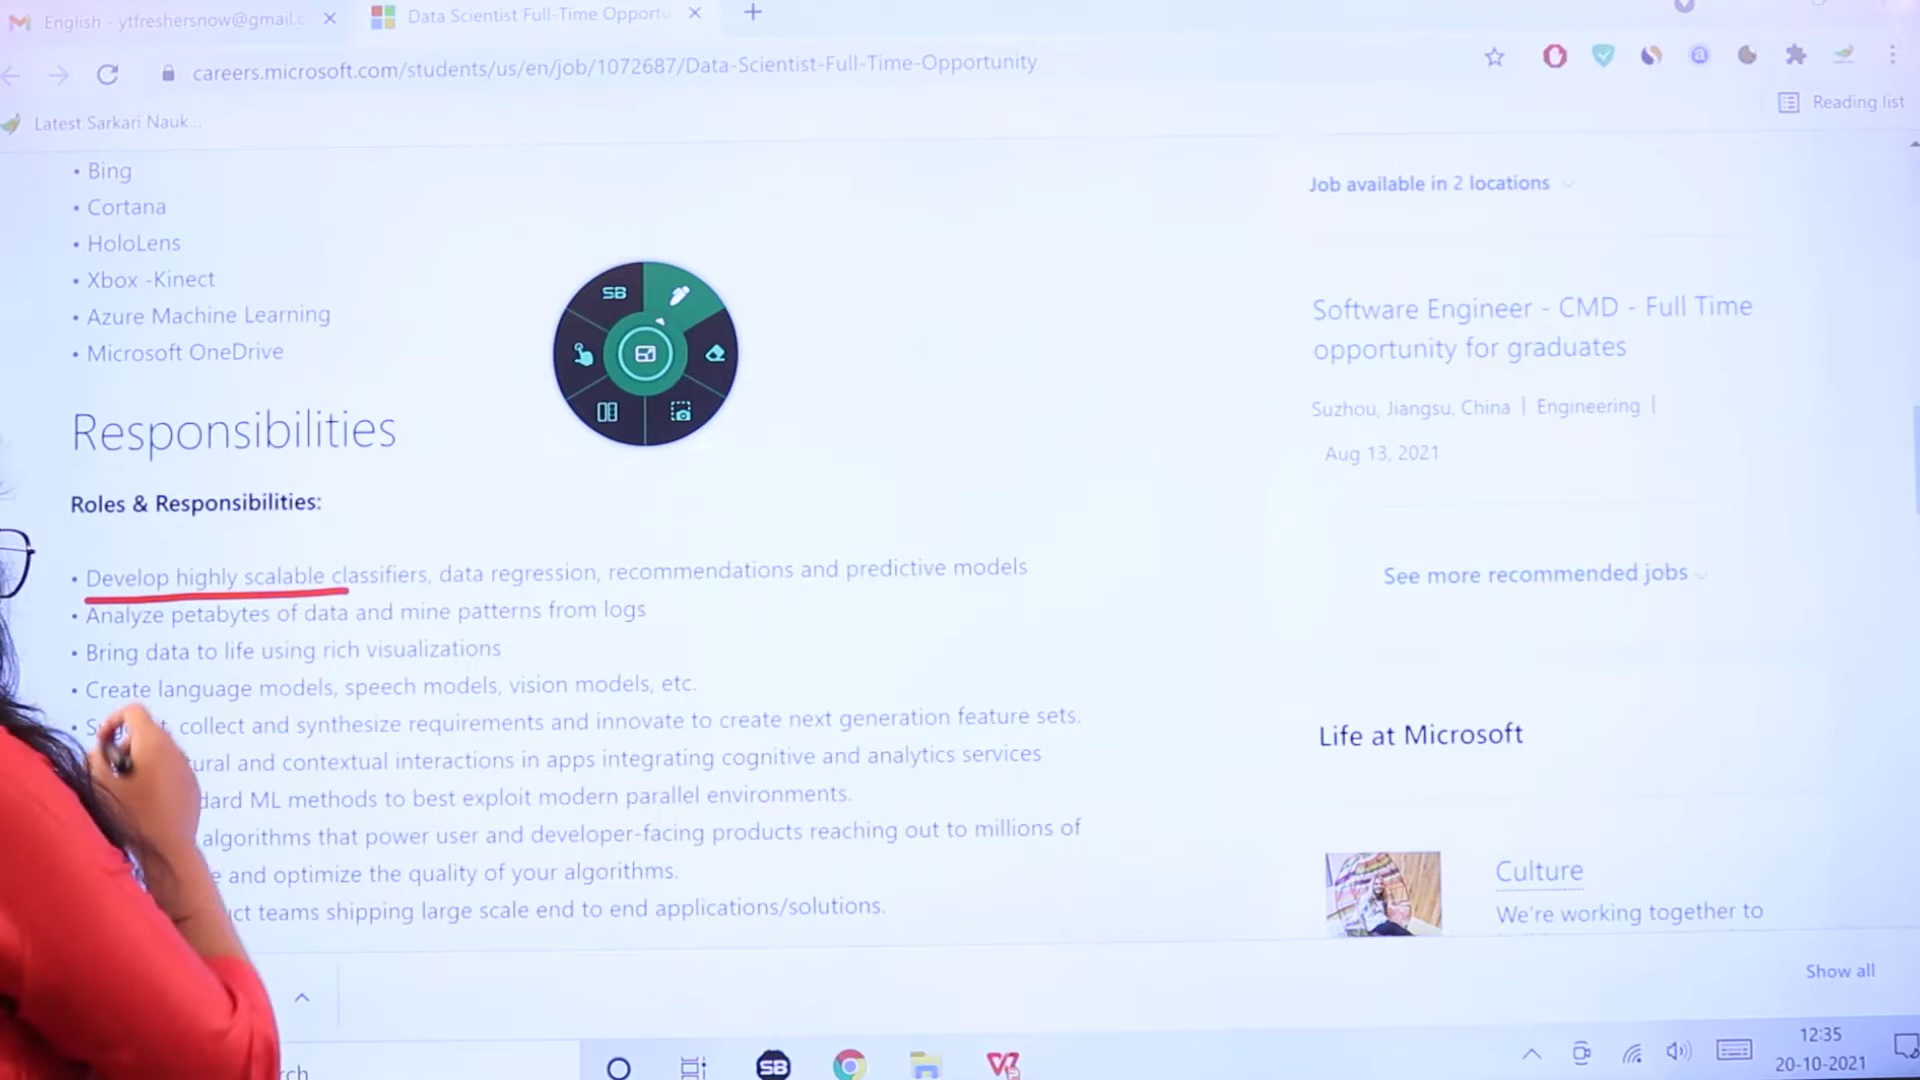 English - ytfreshersnow@gmail.c
Data Scientist Full-Time Opport
careers.microsoft.com/students/us/en/job/1072687/Data-Scientist-Full-Time-Opportunity
Reading list
Latest Sarkari Nauk...
• Bing
• Cortana
• HoloLens
• Xbox -Kinect
• Azure Machine Learning
• Microsoft OneDrive
SB
Responsibilities
Roles & Responsibilities:
• Develop highly scalable classifiers, data regression, recommendations and predictive models
• Analyze petabytes of data and mine patterns from logs
• Bring data to life using rich visualizations
• Create language models, speech models, vision models, etc.
• collect and synthesize requirements and innovate to create next generation feature sets.
and contextual interactions in apps integrating cognitive and analytics services
ML methods to best exploit modern parallel environments.
algorithms that power user and developer-facing products reaching out to millions of
and optimize the quality of your algorithms.
teams shipping large scale end to end applications/solutions.
Job available in 2 locations
Software Engineer - CMD - Full Time
opportunity for graduates
Suzhou, Jiangsu, China | Engineering |
Aug 13, 2021
See more recommended jobs
Life at Microsoft
Culture
We're working together to
Show all
SB
12:35
20-10-2021